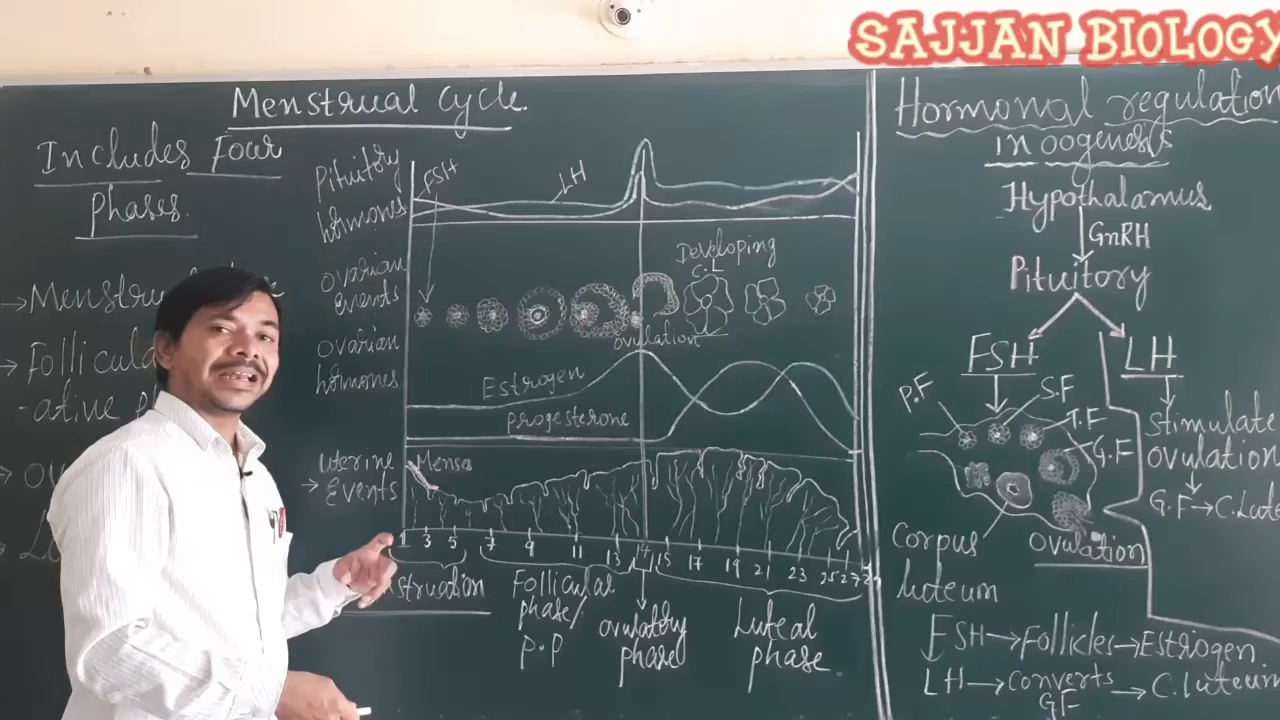 SAJJAN BIOLOGY
Menstrual Cycle.
Includes Four
Phases.
→ Menstru
→ Follicula
ative p
Pituitory
hormones
FSH
LH
ovarian
events
Developing
C.L
ovulation
ovarian
hormones
Estrogen
progesterone
uterine
→ Events
Menses
1 3 5 7 9 11 13 14 15 17 19 21 23 25 27
struation
Follicular
phase/
P.P
ovulatory
phase
Luteal
phase
Hormonal regulation
in oogenesis
Hypothalamus
GnRH
Pituitory
FSH
LH
P.F
S.F
T.F
G.F
Corpus
luteum
ovulation
Stimulate
ovulation
G.F → C.Lute
FSH → Follicles → Estrogen
LH → converts → C.luteum
GF